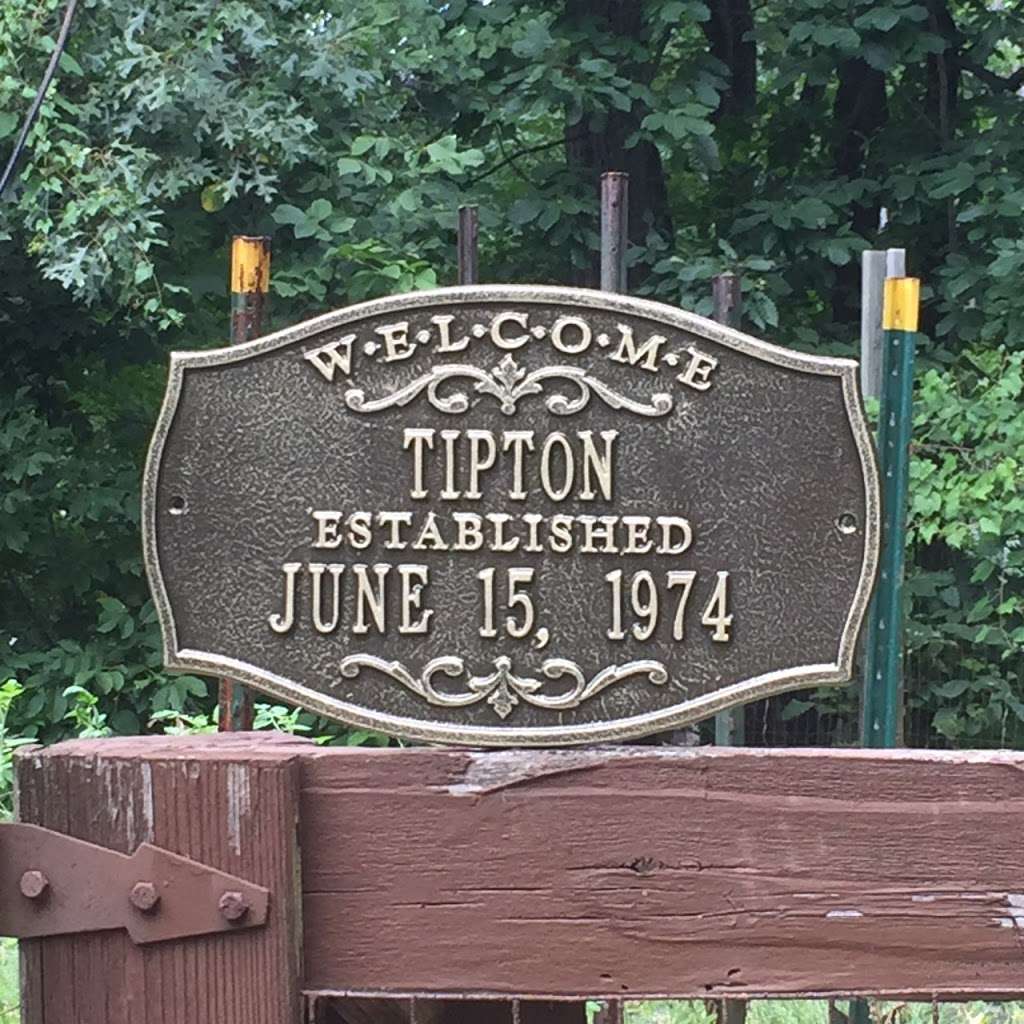 W·E·L·C·O·M·E
TIPTON
ESTABLISHED
JUNE 15, 1974